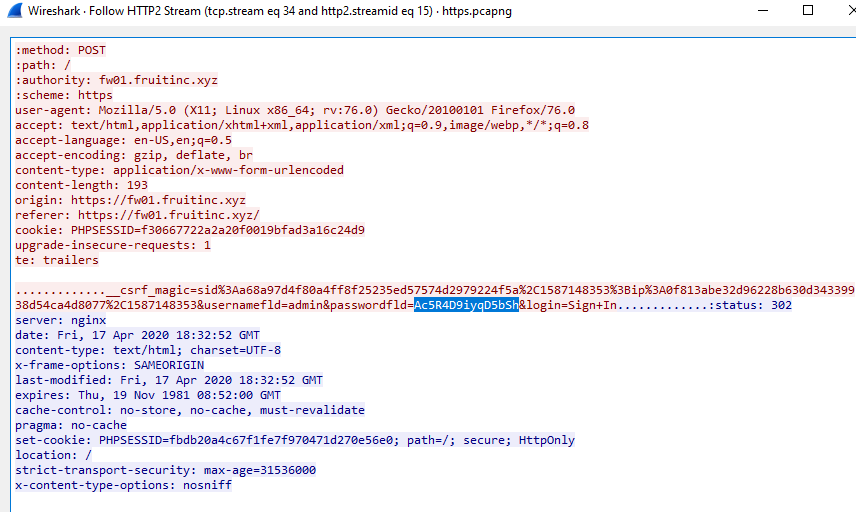 Wireshark · Follow HTTP2 Stream (tcp.stream eq 34 and http2.streamid eq 15) · https.pcapng
:method: POST
:path: /
:authority: fw01.fruitinc.xyz
:scheme: https
user-agent: Mozilla/5.0 (X11; Linux x86_64; rv:76.0) Gecko/20100101 Firefox/76.0
accept: text/html,application/xhtml+xml,application/xml;q=0.9,image/webp,*/*;q=0.8
accept-language: en-US,en;q=0.5
accept-encoding: gzip, deflate, br
content-type: application/x-www-form-urlencoded
content-length: 193
origin: https://fw01.fruitinc.xyz
referer: https://fw01.fruitinc.xyz/
cookie: PHPSESSID=f30667722a2a20f0019bfad3a16c24d9
upgrade-insecure-requests: 1
te: trailers
.............__csrf_magic=sid%3Aa68a97d4f80a4ff8f25235ed57574d2979224f5a%2C1587148353%3Bip%3A0f813abe32d96228b630d343399
38d54ca4d8077%2C1587148353&usernamefld=admin&passwordfld=Ac5R4D9iyqD5bSh&login=Sign+In.............:status: 302
server: nginx
date: Fri, 17 Apr 2020 18:32:52 GMT
content-type: text/html; charset=UTF-8
x-frame-options: SAMEORIGIN
last-modified: Fri, 17 Apr 2020 18:32:52 GMT
expires: Thu, 19 Nov 1981 08:52:00 GMT
cache-control: no-store, no-cache, must-revalidate
pragma: no-cache
set-cookie: PHPSESSID=fbdb20a4c67f1fe7f970471d270e56e0; path=/; secure; HttpOnly
location: /
strict-transport-security: max-age=31536000
x-content-type-options: nosniff